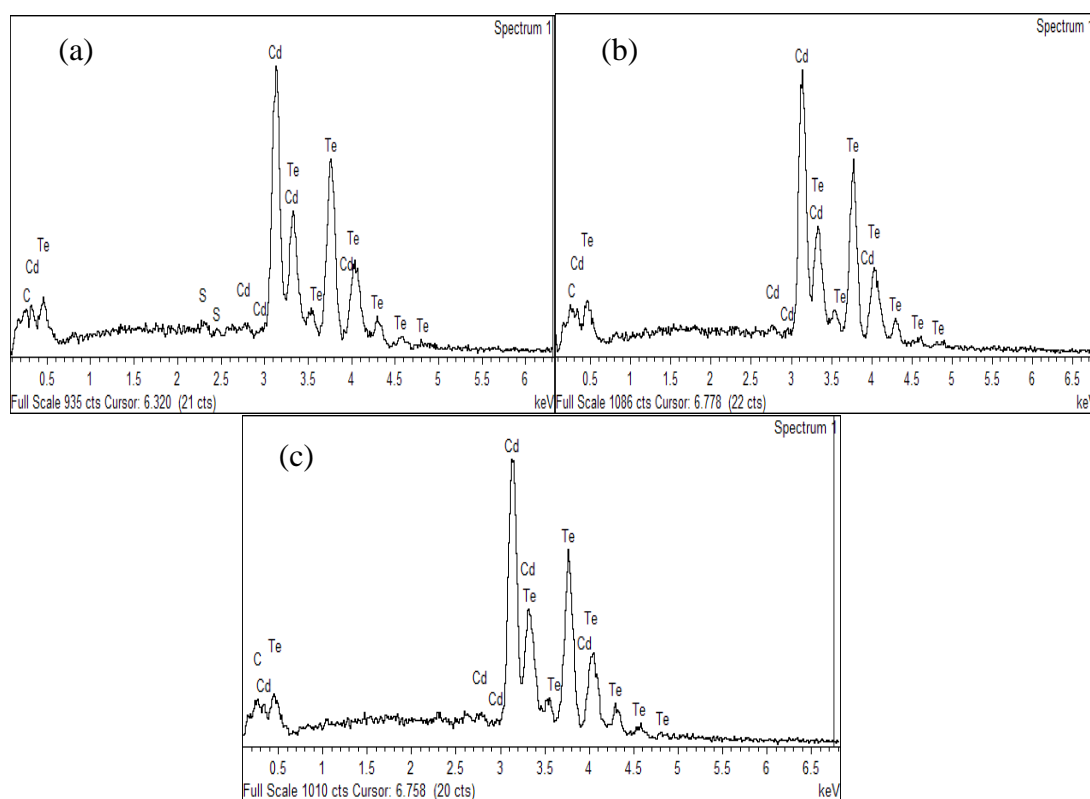 (a)
Spectrum 1
Cd
Te
Te
Cd
Te
Te
Cd
Cd
C
Te
Te
Te
Te
S
S
Cd
Cd
0.5 1 1.5 2 2.5 3 3.5 4 4.5 5 5.5 6
Full Scale 935 cts Cursor: 6.320 (21 cts)
keV
(b)
Spectrum 1
Cd
Te
Te
Cd
Te
Te
Cd
Cd
C
Te
Te
Te
Te
Cd
Cd
0.5 1 1.5 2 2.5 3 3.5 4 4.5 5 5.5 6 6.5
Full Scale 1086 cts Cursor: 6.778 (22 cts)
keV
(c)
Spectrum 1
Cd
Te
Cd
Te
Te
Cd
Te
C
Cd
Cd
Cd
Te
Te
Te
Te
0.5 1 1.5 2 2.5 3 3.5 4 4.5 5 5.5 6 6.5
Full Scale 1010 cts Cursor: 6.758 (20 cts)
keV